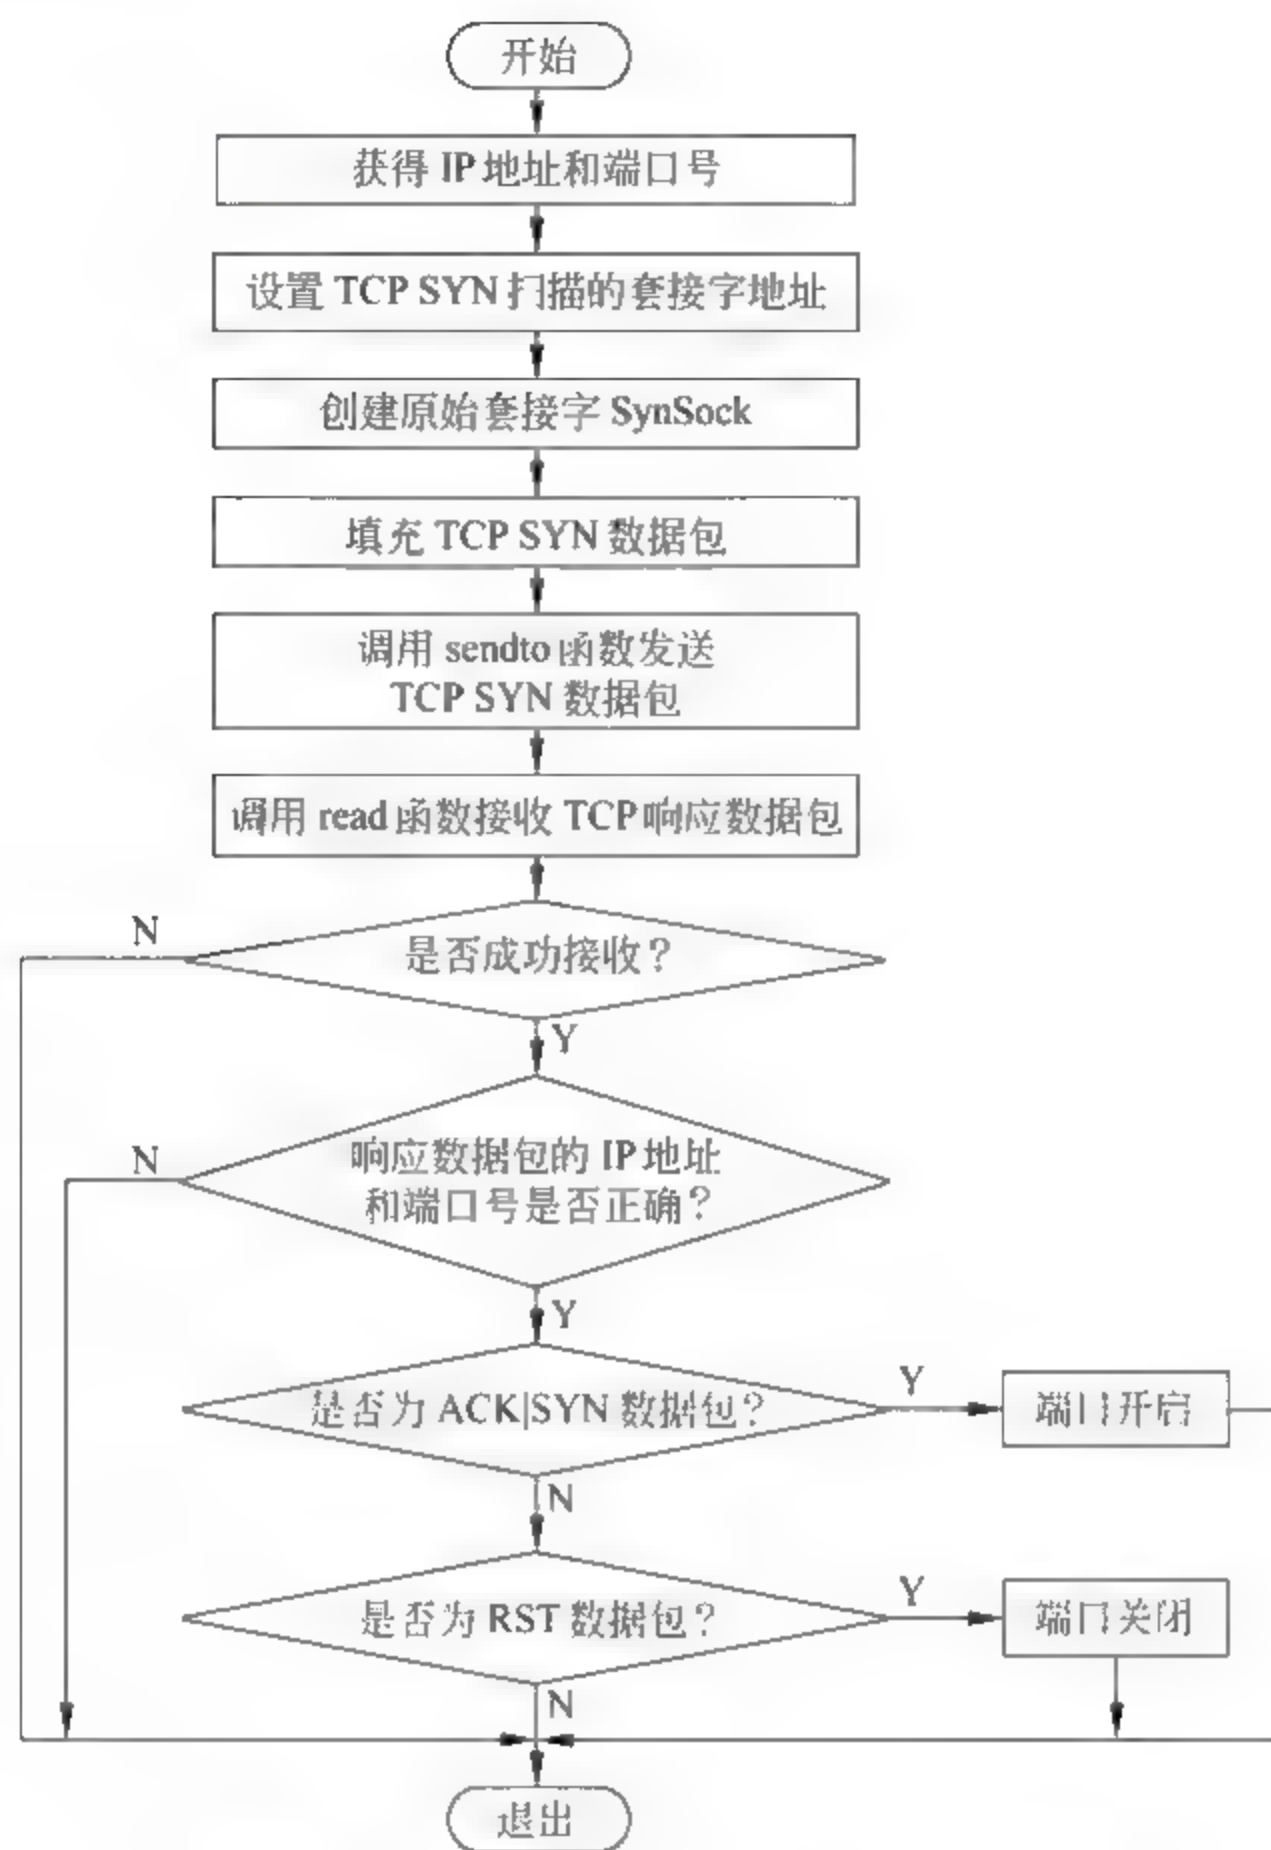 开始
获得 IP 地址和端口号
设置 TCP SYN 扫描的套接字地址
创建原始套接字 SynSock
填充 TCP SYN 数据包
调用 sendto 函数发送
TCP SYN 数据包
调用 read 函数接收 TCP 响应数据包
N
是否成功接收？
Y
N
响应数据包的 IP 地址
和端口号是否正确？
Y
是否为 ACK|SYN 数据包？
Y
端口开启
N
是否为 RST 数据包？
Y
端口关闭
N
退出